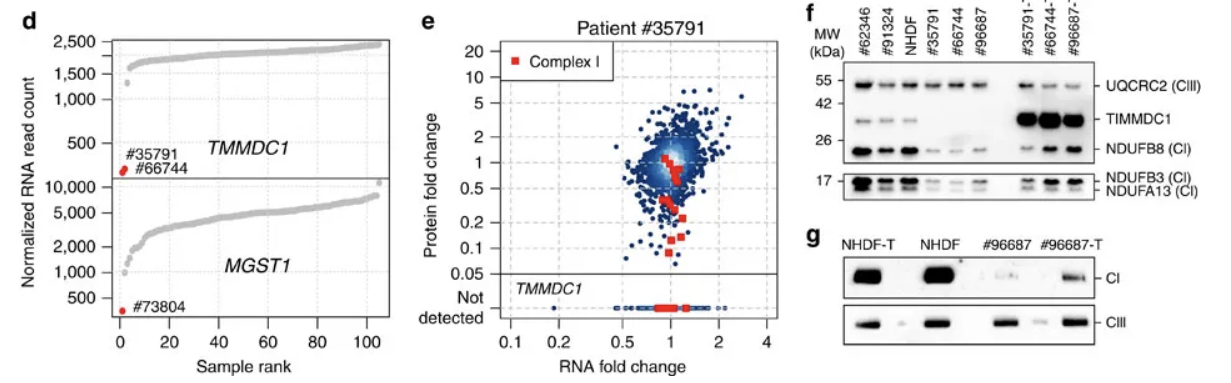 d
2,500
1,500
1,000
500
TMMDC1
#35791
#66744
10,000
5,000
2,000
1,000
500
MGST1
#73804
0 20 40 60 80 100
Sample rank
Normalized RNA read count
e
Patient #35791
Complex I
20
10
5
2
1
0.5
0.2
0.1
0.05
Not
detected
TMMDC1
0.1 0.2 0.5 1 2 4
RNA fold change
Protein fold change
f
MW
(kDa)
#62346
#91324
NHDF
#35791
#66744
#96687
#35791-T
#66744-T
#96687-T
55
42
26
17
UQCRC2 (CIII)
TIMMDC1
NDUFB8 (CI)
NDUFB3 (CI)
NDUFA13 (CI)
g
NHDF-T NHDF #96687 #96687-T
CI
CIII